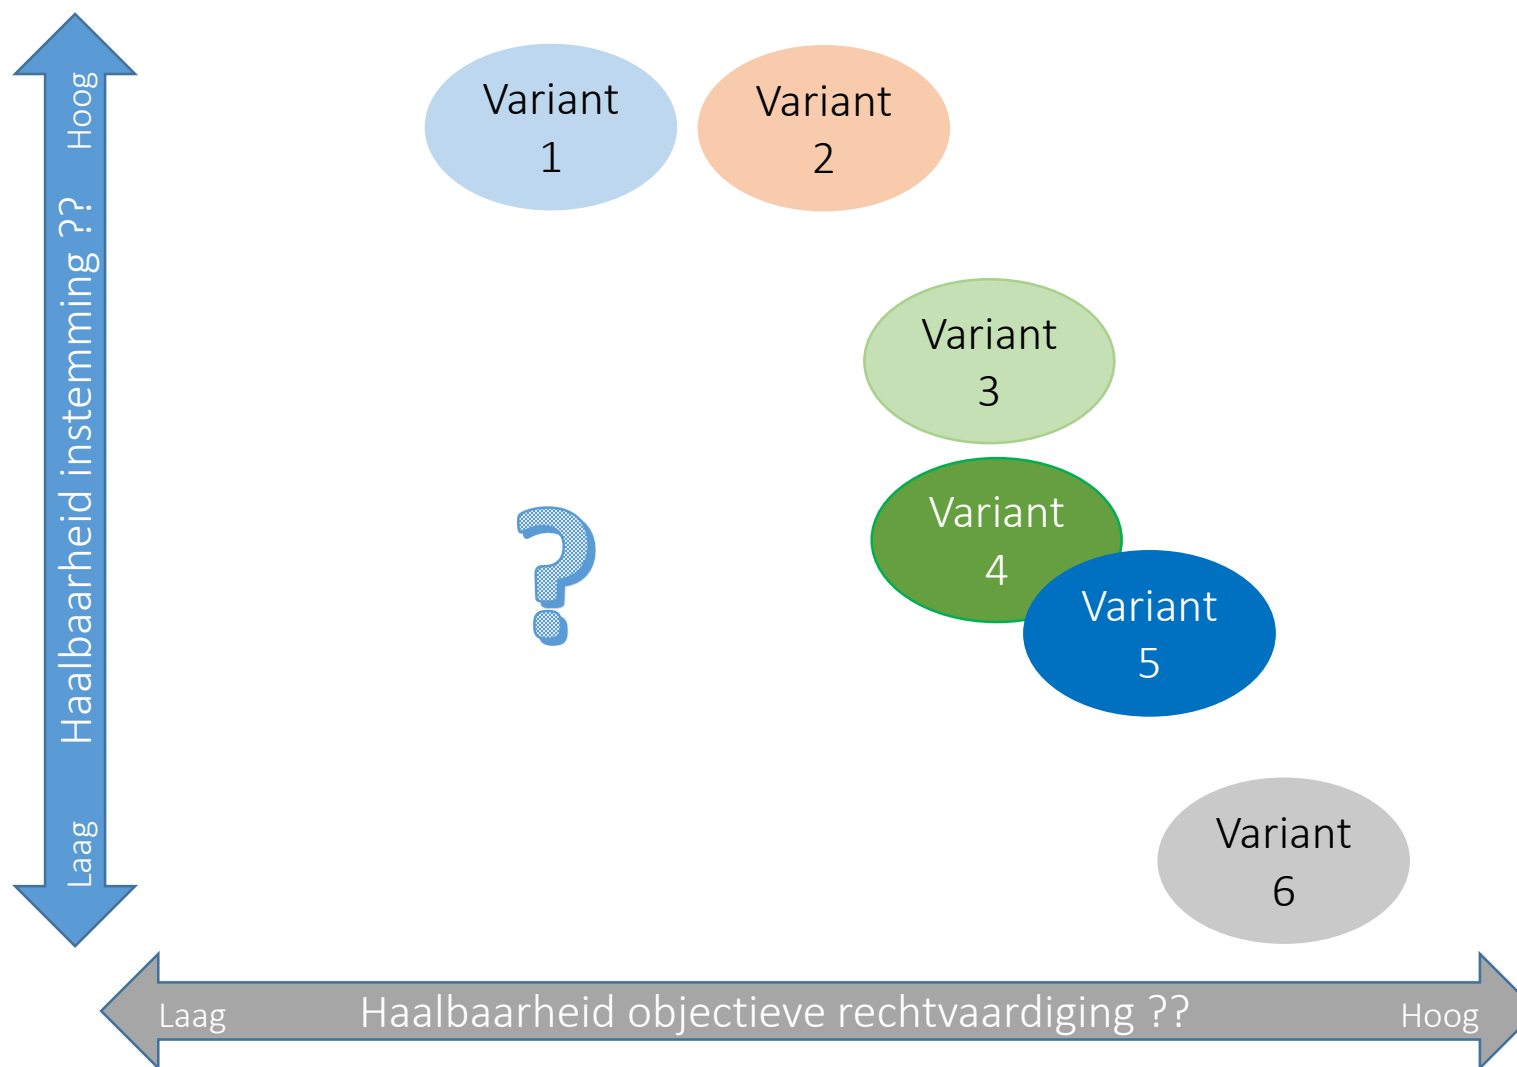 Hoog
Haalbaarheid instemming ??
Laag
Variant
1
Variant
2
Variant
3
Variant
4
Variant
5
Variant
6
?
Laag
Haalbaarheid objectieve rechtvaardiging ??
Hoog